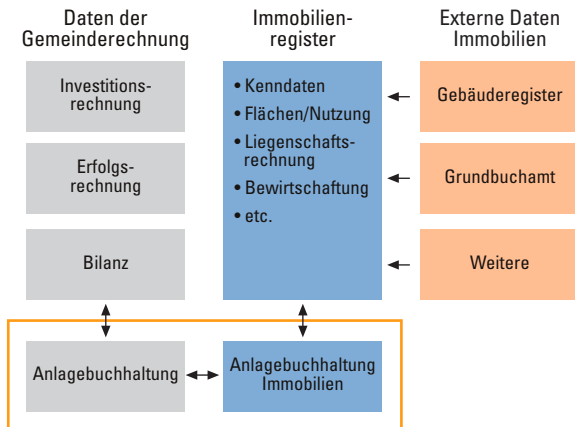 Daten der
Gemeinderechnung
Immobilien-
register
Externe Daten
Immobilien
Investitions-
rechnung
Erfolgs-
rechnung
Bilanz
• Kenndaten
• Flächen/Nutzung
• Liegenschafts-
rechnung
• Bewirtschaftung
• etc.
Gebäuderegister
Grundbuchamt
Weitere
Anlagebuchhaltung
Anlagebuchhaltung
Immobilien